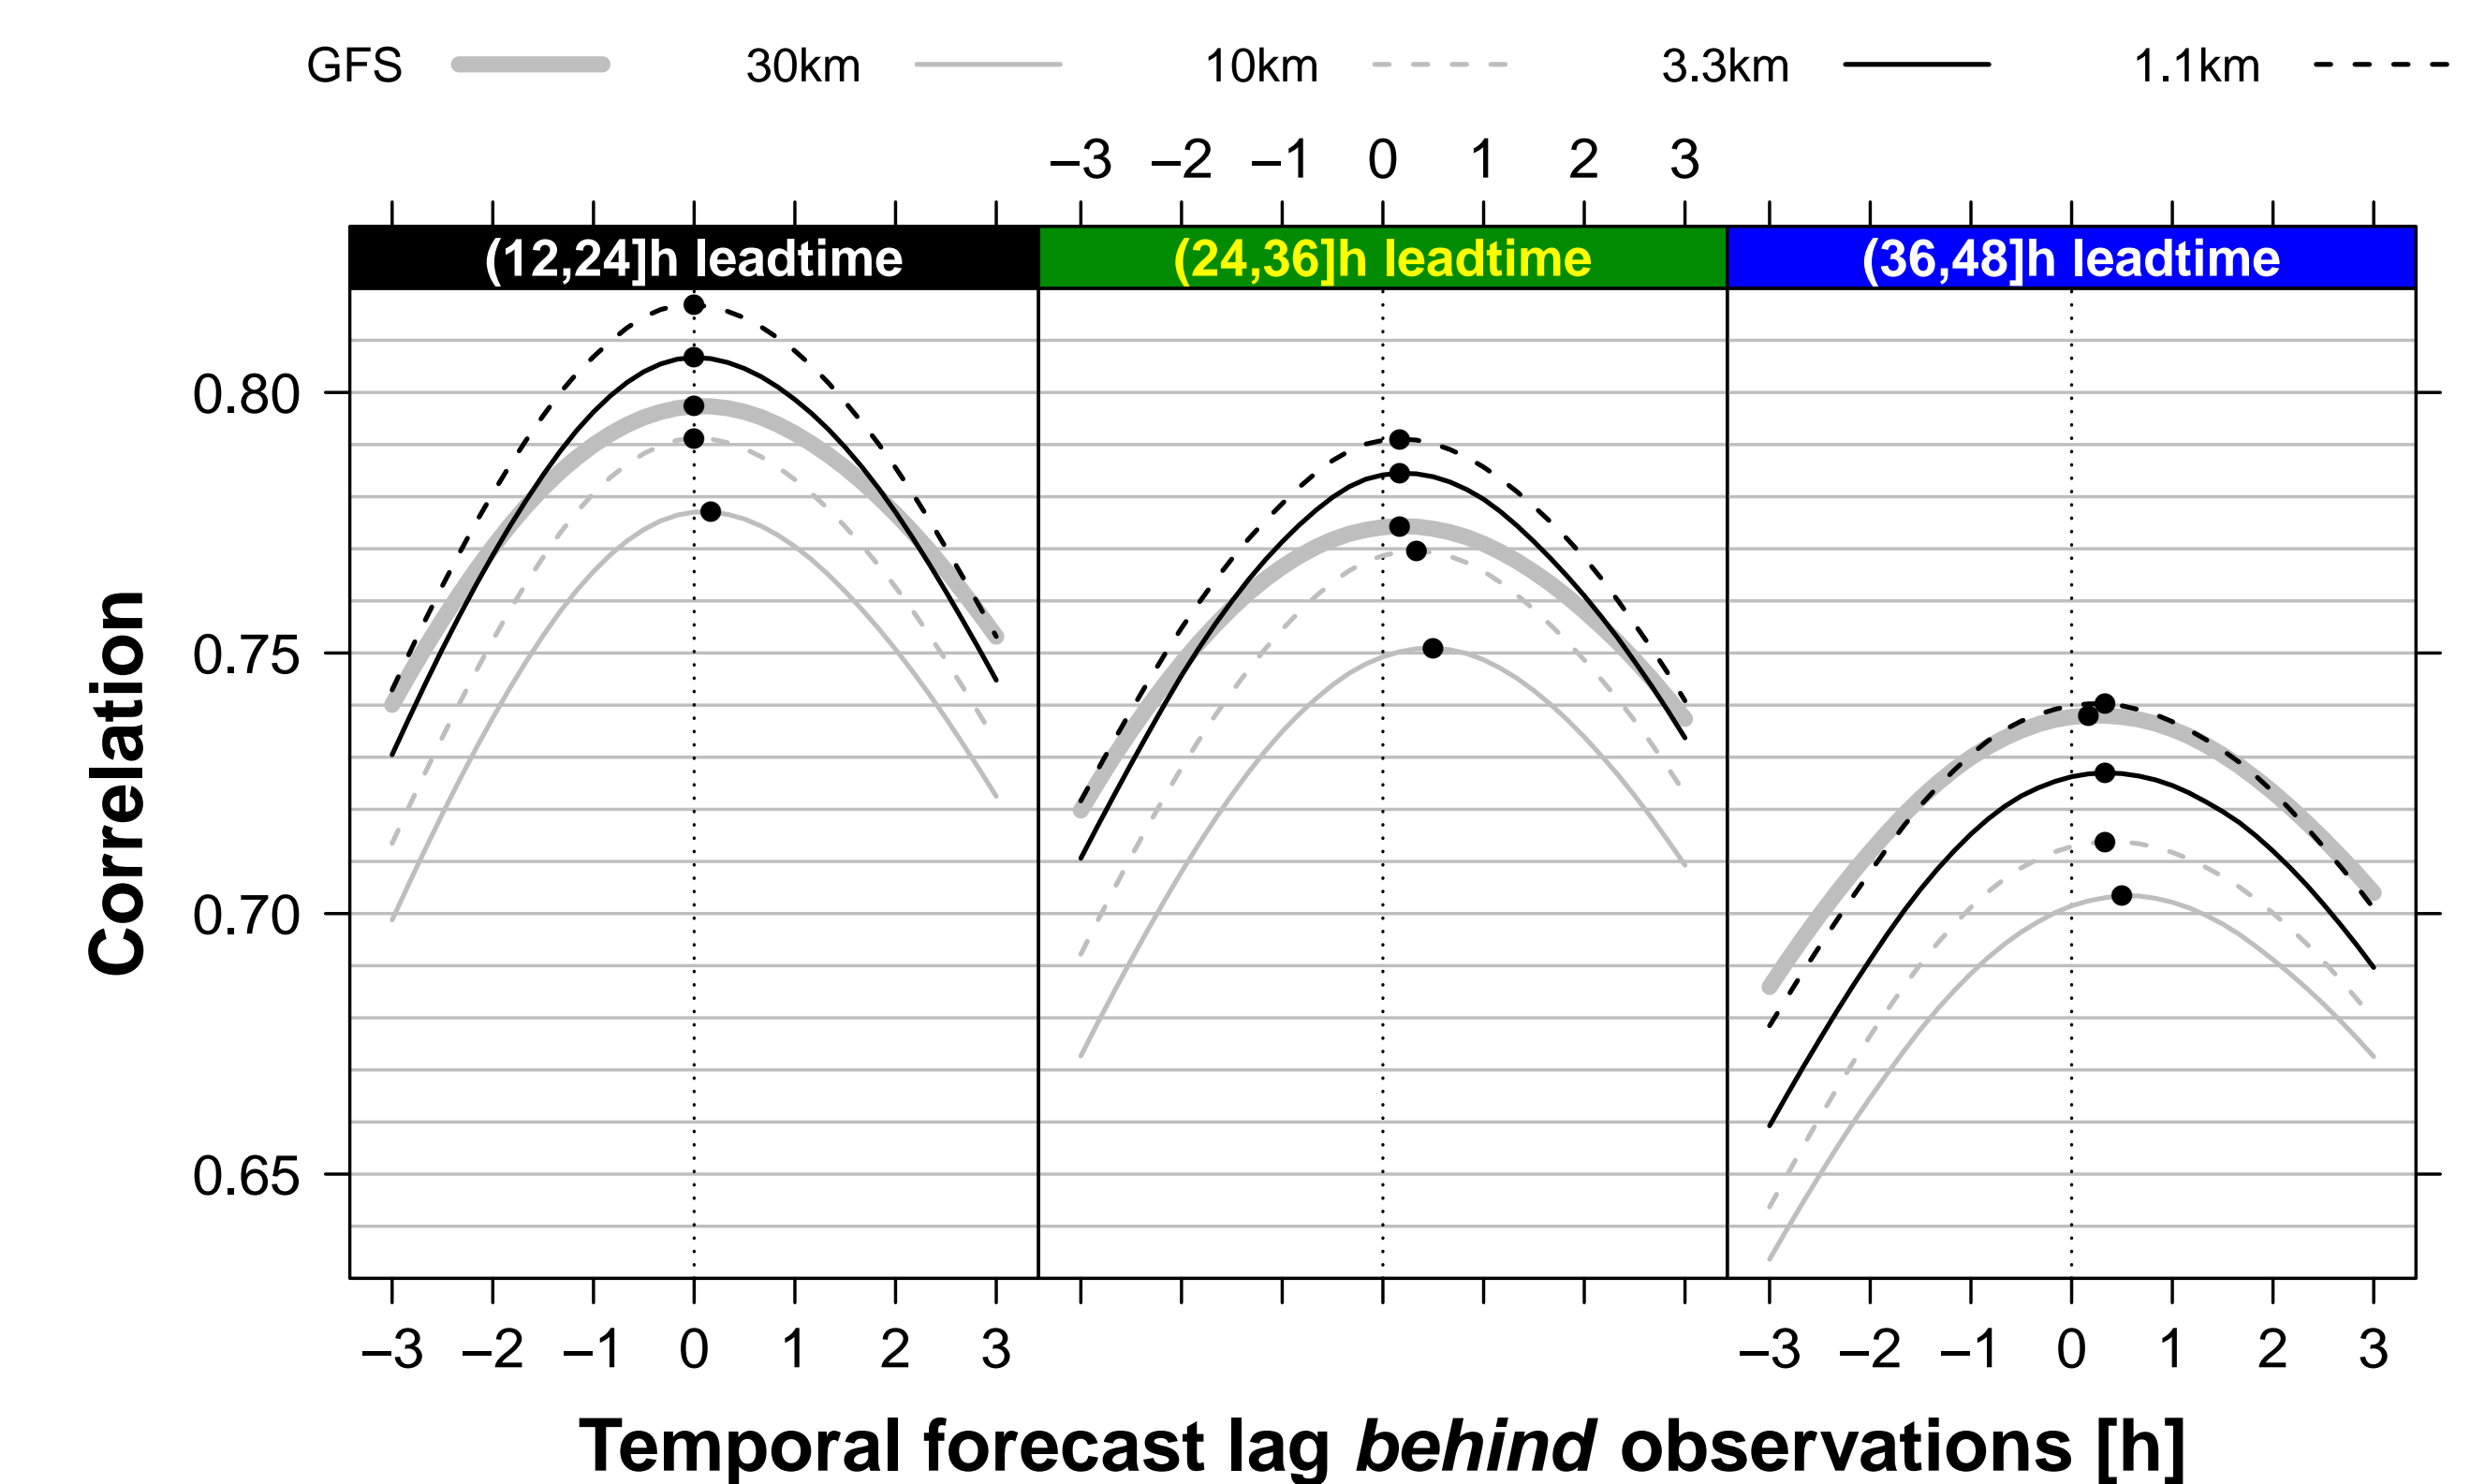 GFS 30km 10km 3.3km 1.1km
−3 −2 −1 0 1 2 3
(12,24]h leadtime (24,36]h leadtime (36,48]h leadtime
0.80
0.75
0.70
0.65
Correlation
−3 −2 −1 0 1 2 3 −3 −2 −1 0 1 2 3
Temporal forecast lag behind observations [h]